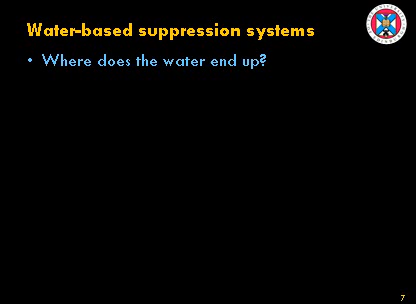 Water-based suppression systems
• Where does the water end up?
7